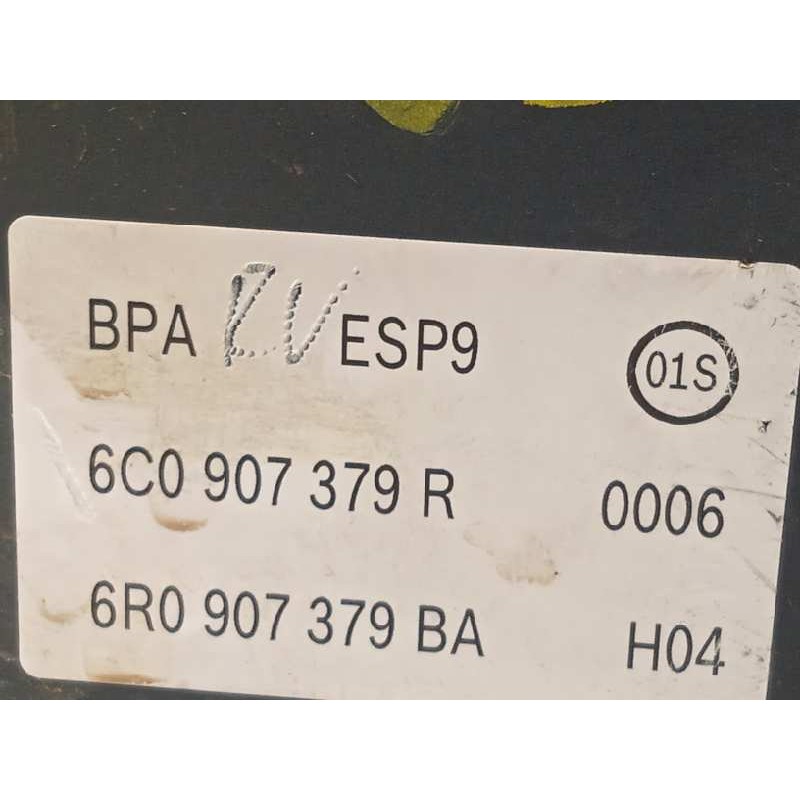 BPA ESP9 01S
6C0 907 379 R 0006
6R0 907 379 BA H04